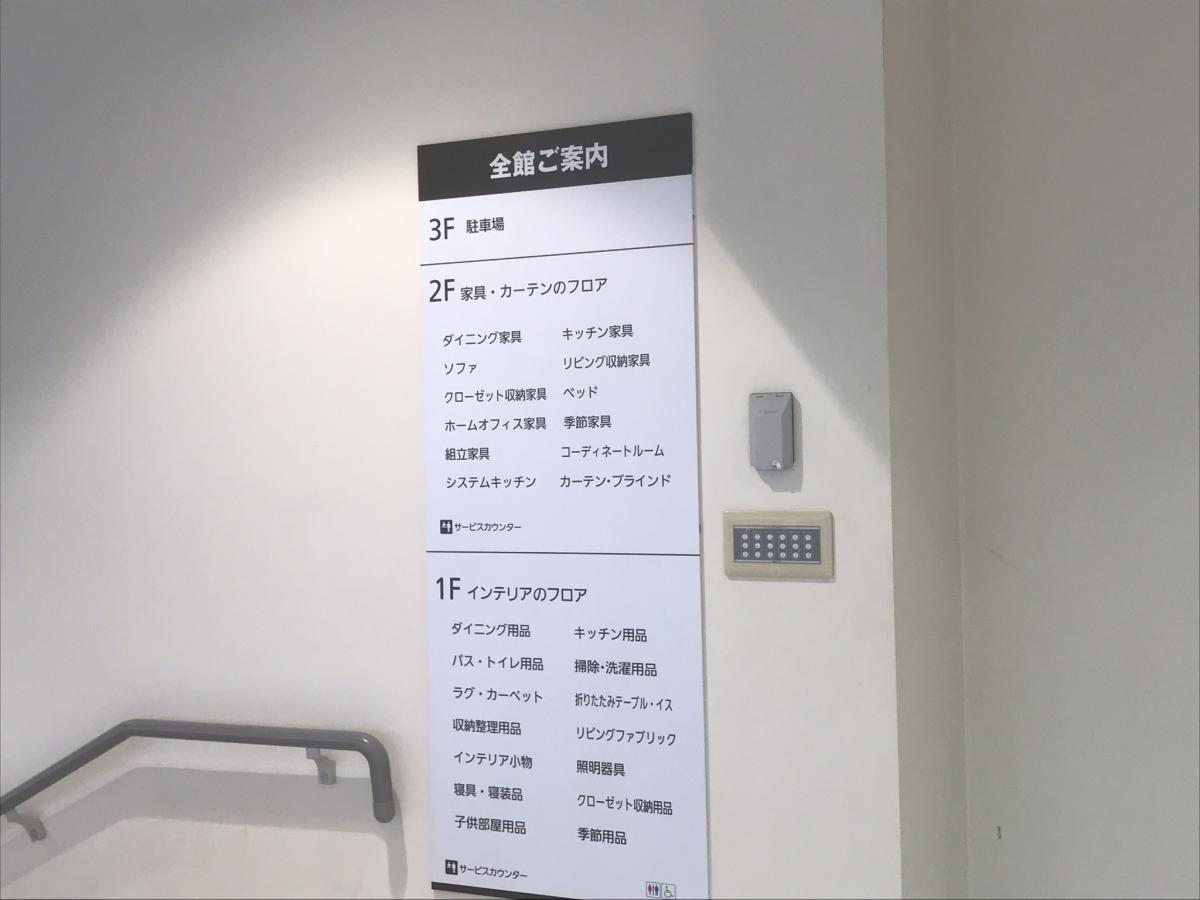 全館ご案内
3F 駐車場
2F 家具・カーテンのフロア
ダイニング家具 キッチン家具
ソファ リビング収納家具
クローゼット収納家具 ベッド
ホームオフィス家具 季節家具
組立家具 コーディネートルーム
システムキッチン カーテン・ブラインド
サービスカウンター
1F インテリアのフロア
ダイニング用品 キッチン用品
バス・トイレ用品 掃除・洗濯用品
ラグ・カーペット 折りたたみテーブル・イス
収納整理用品 リビングファブリック
インテリア小物 照明器具
寝具・寝装品 クローゼット収納用品
子供部屋用品 季節用品
サービスカウンター